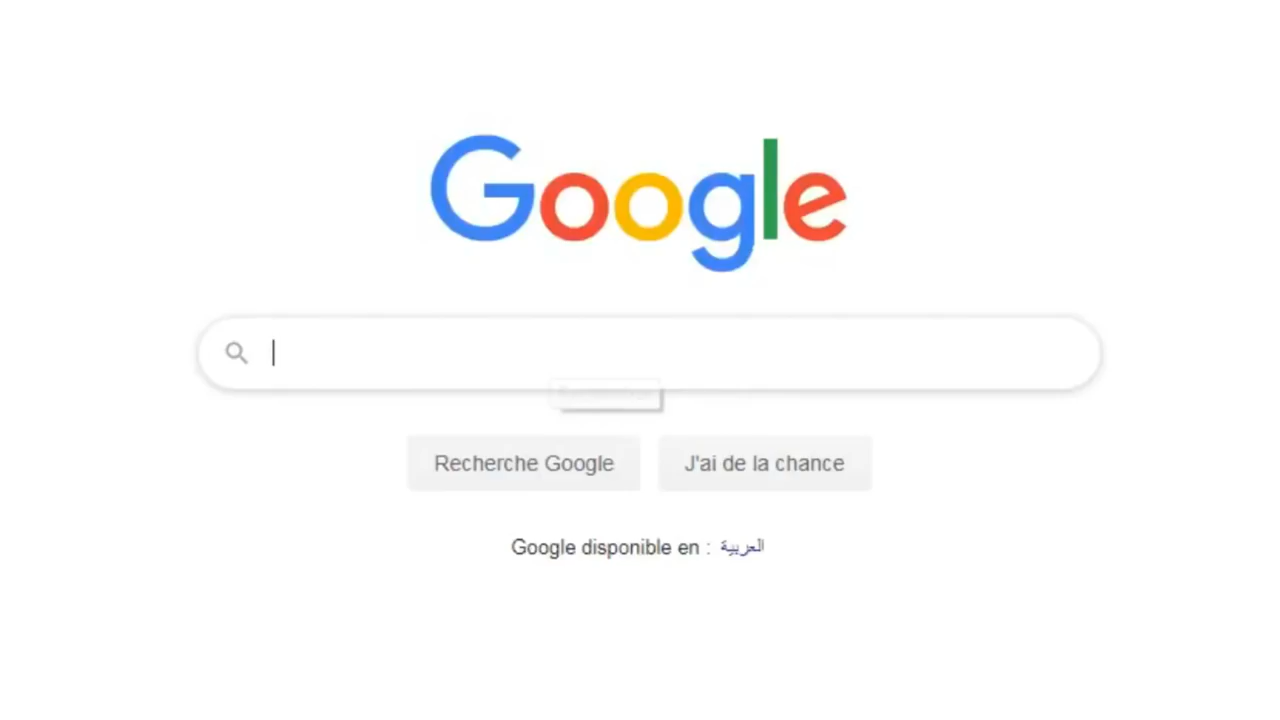 Google
Recherche Google
J'ai de la chance
Google disponible en : العربية